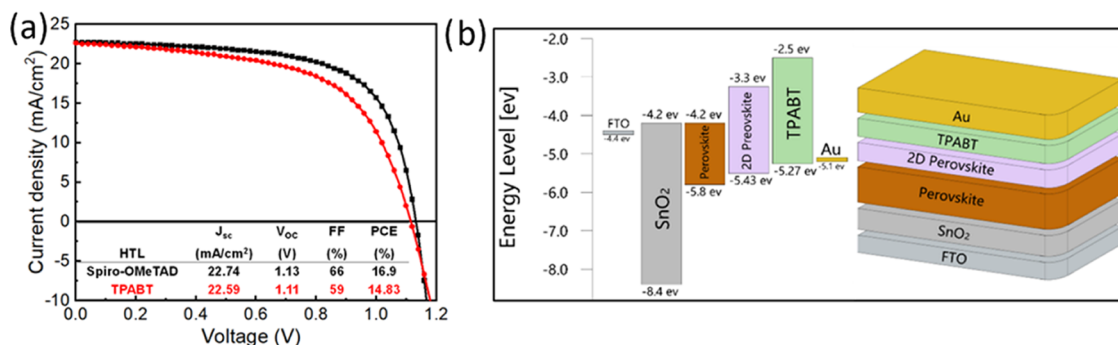 (a)
25
20
15
10
5
0
-5
-10
Current density (mA/cm²)
Jsc VOC FF PCE
HTL (mA/cm²) (V) (%) (%)
Spiro-OMeTAD 22.74 1.13 66 16.9
TPABT 22.59 1.11 59 14.83
0.0 0.2 0.4 0.6 0.8 1.0 1.2
Voltage (V)
(b)
Energy Level [ev]
-2.0
-3.0
-4.0
-5.0
-6.0
-7.0
-8.0
FTO
-4.4 ev
-4.2 ev
SnO₂
-8.4 ev
-4.2 ev
Perovskite
-5.8 ev
-3.3 ev
2D Preovskite
-5.43 ev
-2.5 ev
TPABT
-5.27 ev
Au
-5.1 ev
Au
TPABT
2D Perovskite
Perovskite
SnO₂
FTO